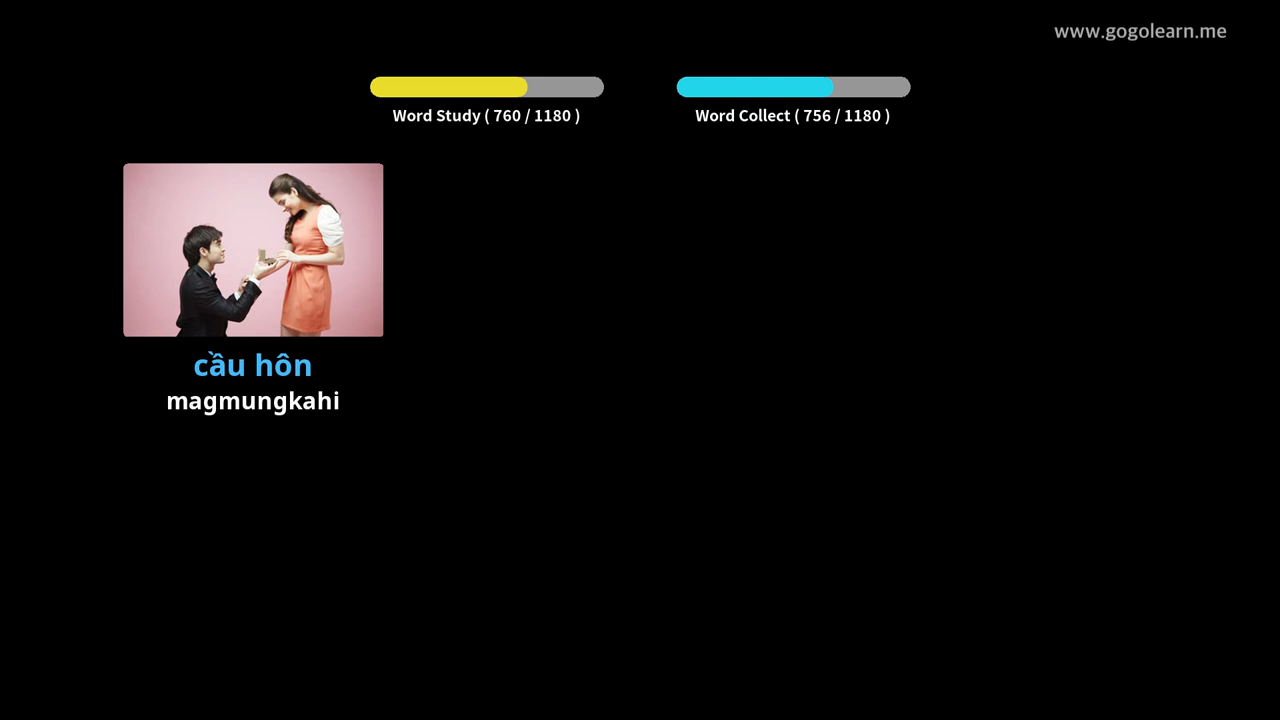 www.gogolearn.me
Word Study ( 760 / 1180 )
Word Collect ( 756 / 1180 )
cầu hôn
magmungkahi